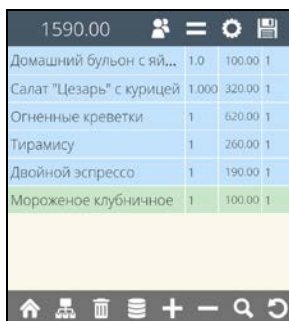 1590.00
Домашний бульон с яй... 1.0 100.00 1
Салат "Цезарь" с курицей 1.000 320.00 1
Огненные креветки 1 620.00 1
Тирамису 1 260.00 1
Двойной эспрессо 1 190.00 1
Мороженое клубничное 1 100.00 1